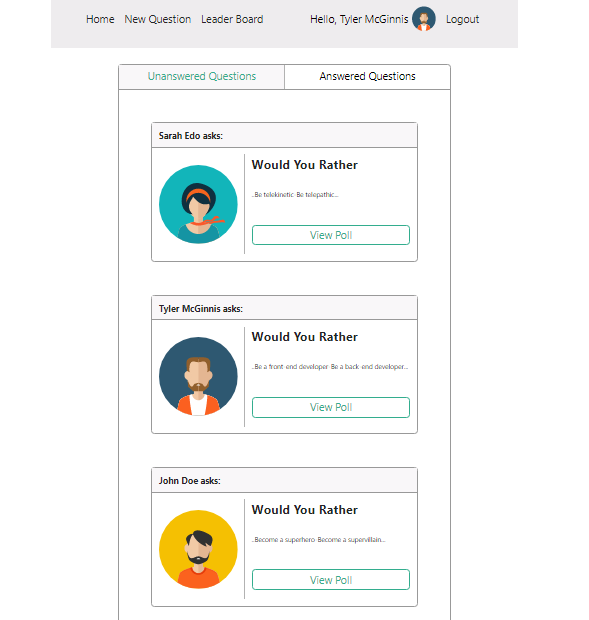 Home New Question Leader Board Hello, Tyler McGinnis Logout
Unanswered Questions Answered Questions
Sarah Edo asks:
Would You Rather
..Be telekinetic Be telepathic...
View Poll
Tyler McGinnis asks:
Would You Rather
..Be a front end developer Be a back end developer...
View Poll
John Doe asks:
Would You Rather
..Become a superhero Become a supervillain...
View Poll